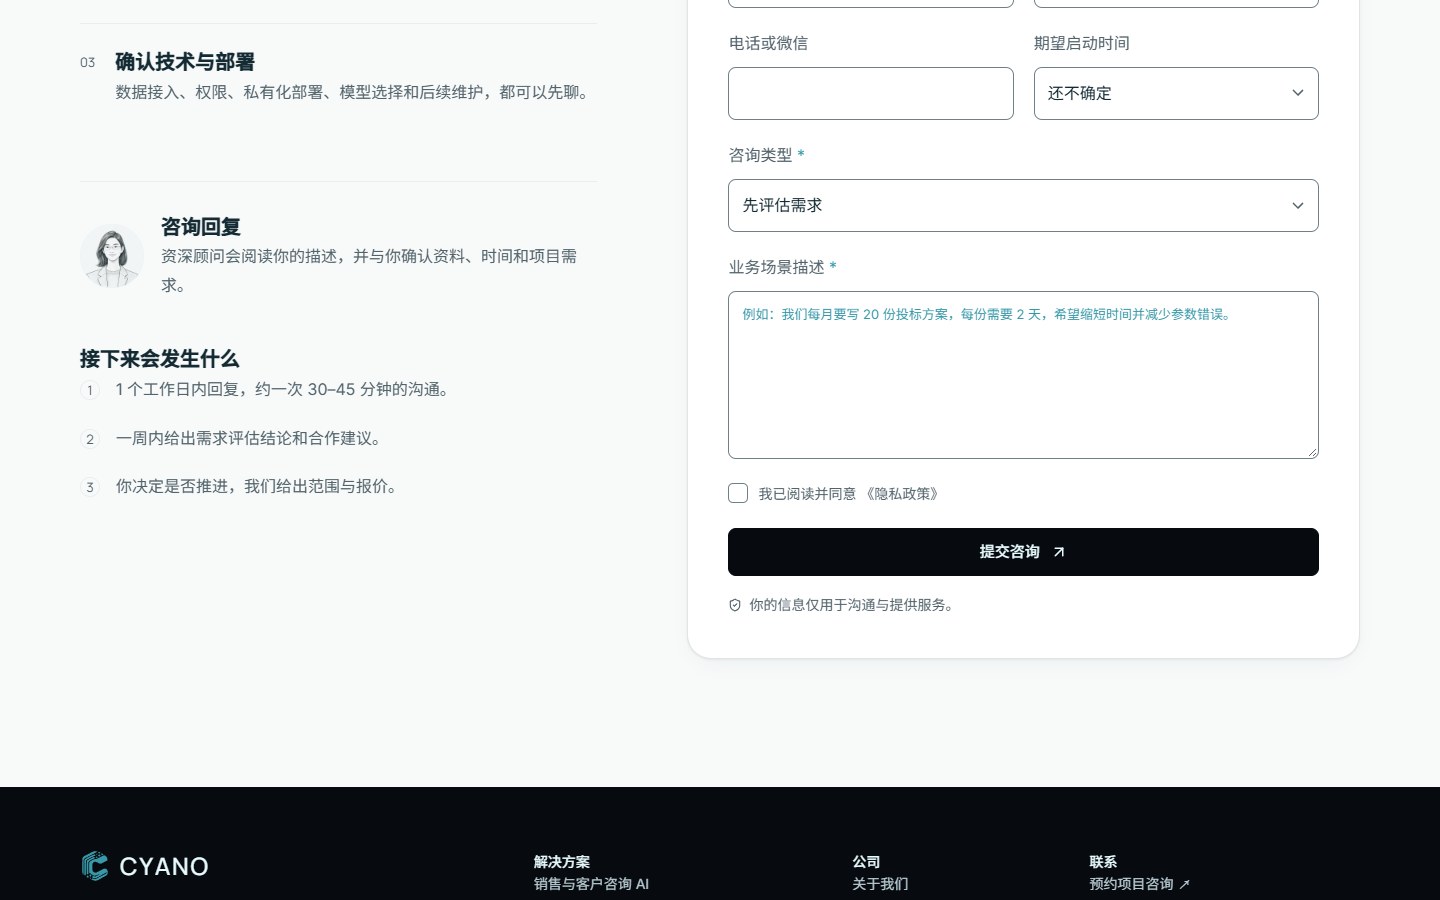 03
确认技术与部署
数据接入、权限、私有化部署、模型选择和后续维护，都可以先聊。
咨询回复
资深顾问会阅读你的描述，并与你确认资料、时间和项目需
求。
接下来会发生什么
1 1 个工作日内回复，约一次 30–45 分钟的沟通。
2 一周内给出需求评估结论和合作建议。
3 你决定是否推进，我们给出范围与报价。
电话或微信
期望启动时间
还不确定
咨询类型 *
先评估需求
业务场景描述 *
例如：我们每月要写 20 份投标方案，每份需要 2 天，希望缩短时间并减少参数错误。
我已阅读并同意 《隐私政策》
提交咨询
你的信息仅用于沟通与提供服务。
CYANO
解决方案
销售与客户咨询 AI
公司
关于我们
联系
预约项目咨询 ↗